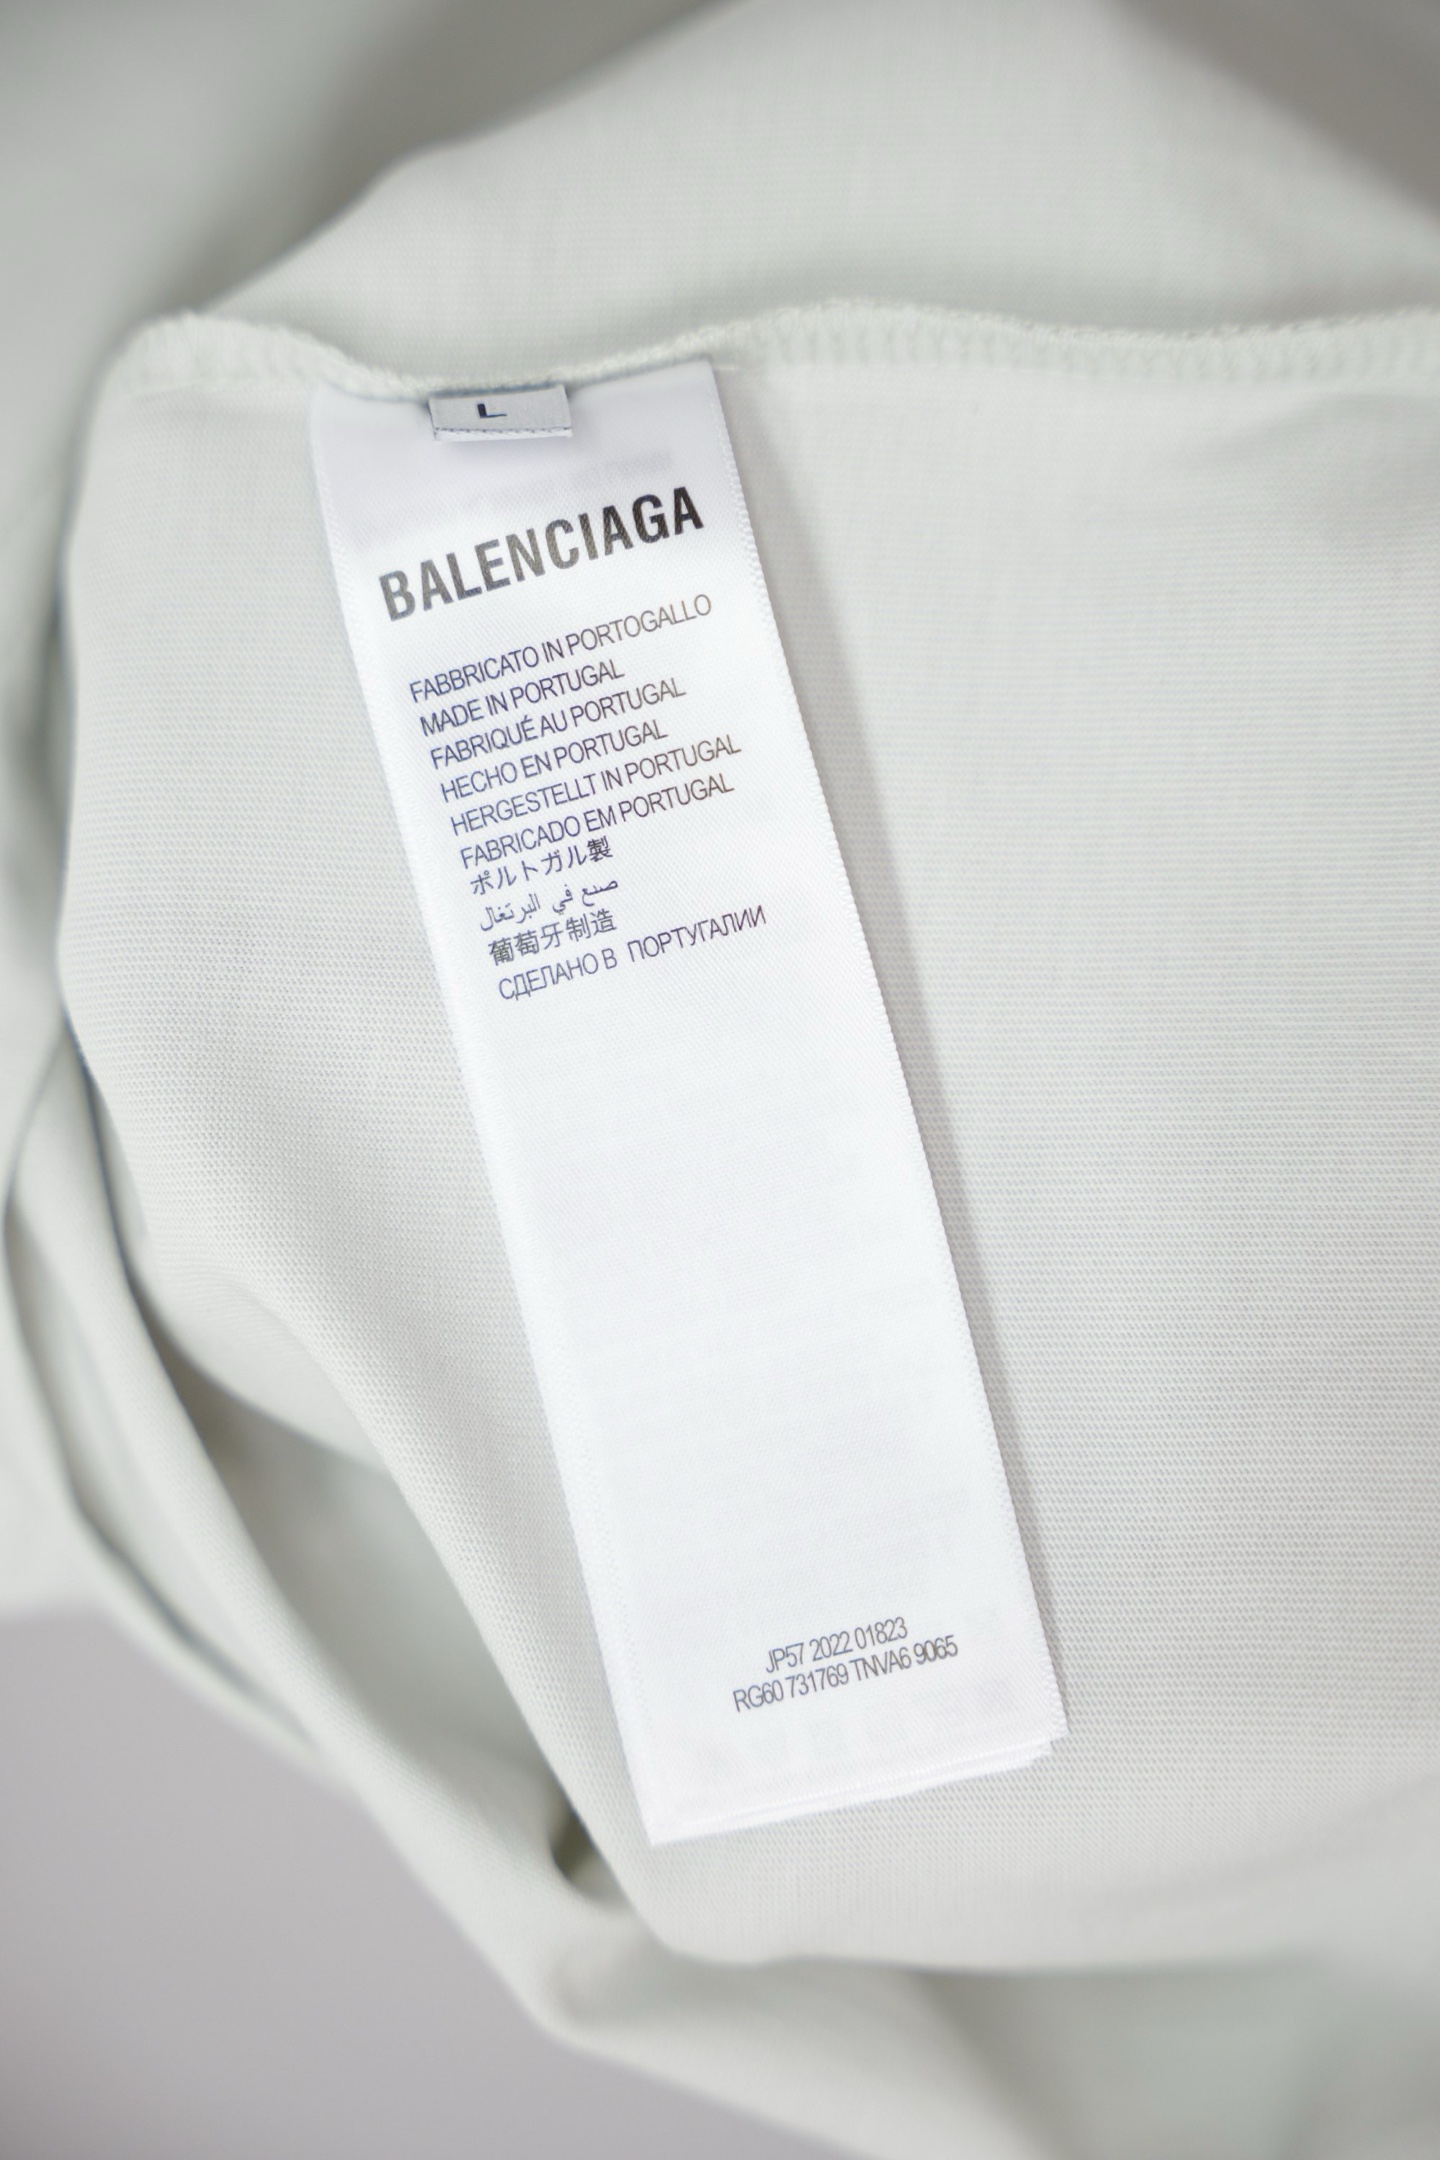 L
BALENCIAGA
FABBRICATO IN PORTOGALLO
MADE IN PORTUGAL
FABRIQUÉ AU PORTUGAL
HECHO EN PORTUGAL
HERGESTELLT IN PORTUGAL
FABRICADO EM PORTUGAL
ポルトガル製
صنع في البرتغال
葡萄牙制造
СДЕЛАНО В ПОРТУГАЛИИ
JP57 2022 01823
RG60 731769 TNVA6 9065